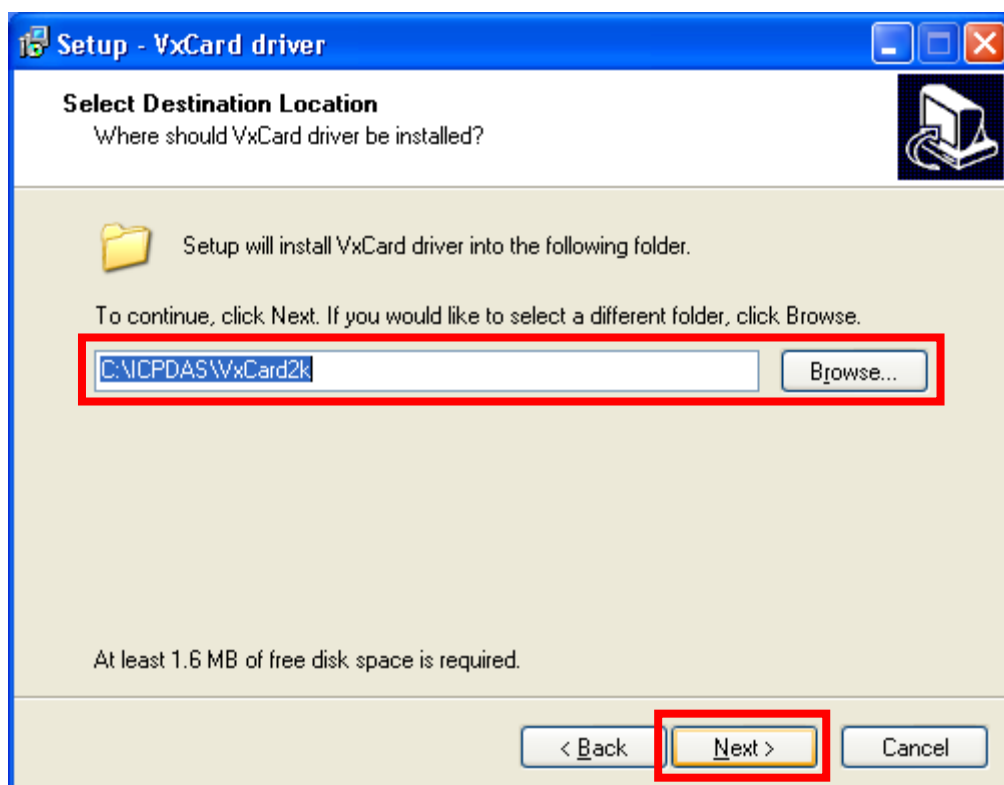 Setup - VxCard driver
Select Destination Location
Where should VxCard driver be installed?
Setup will install VxCard driver into the following folder.
To continue, click Next. If you would like to select a different folder, click Browse.
C:\ICPDAS\VxCard2k
Browse...
At least 1.6 MB of free disk space is required.
< Back
Next >
Cancel